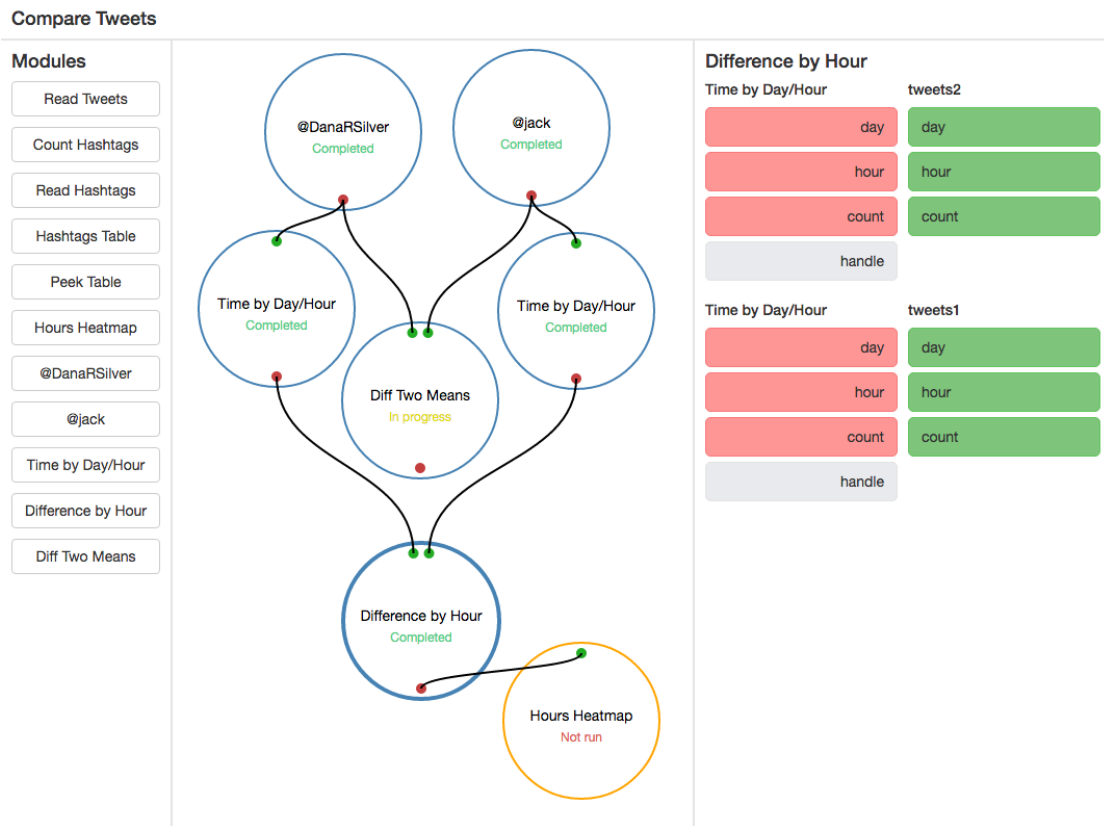 Compare Tweets
Modules
Read Tweets
Count Hashtags
Read Hashtags
Hashtags Table
Peek Table
Hours Heatmap
@DanaRSilver
@jack
Time by Day/Hour
Difference by Hour
Diff Two Means
@DanaRSilver
Completed
@jack
Completed
Time by Day/Hour
Completed
Time by Day/Hour
Completed
Diff Two Means
In progress
Difference by Hour
Completed
Hours Heatmap
Not run
Difference by Hour
Time by Day/Hour tweets2
day day
hour hour
count count
handle
Time by Day/Hour tweets1
day day
hour hour
count count
handle